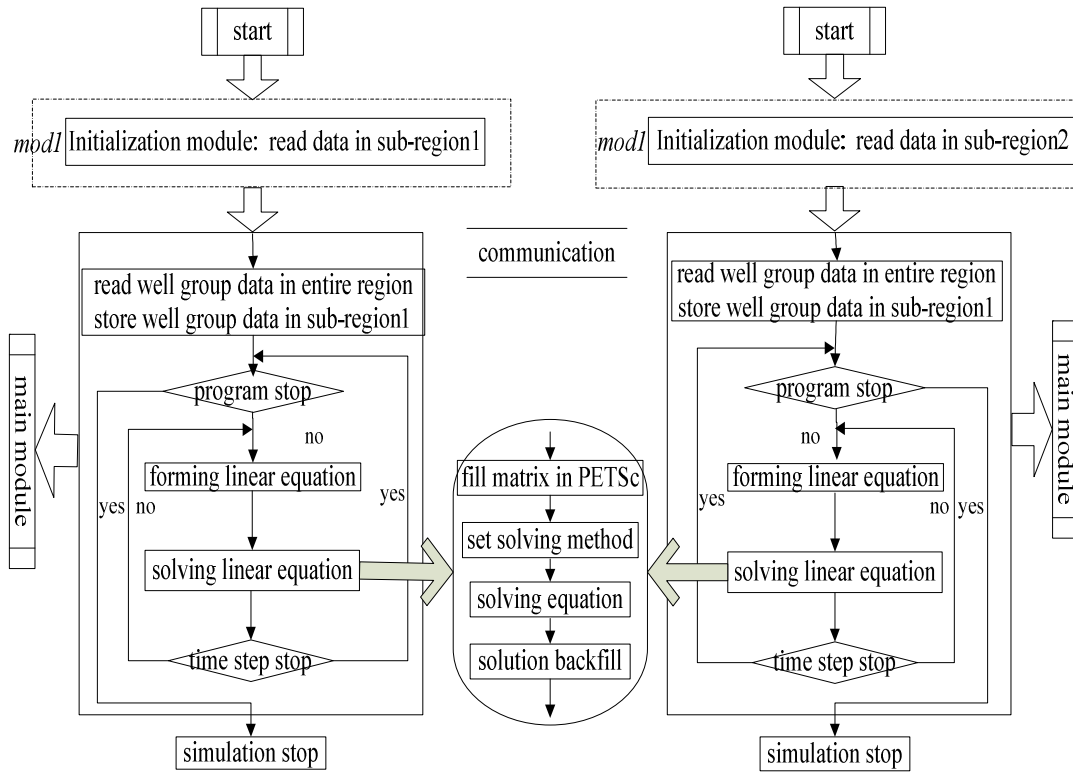 start
mod1 Initialization module: read data in sub-region1
read well group data in entire region
store well group data in sub-region1
main module
program stop
no
forming linear equation
yes
no
yes
solving linear equation
time step stop
simulation stop
communication
fill matrix in PETSc
set solving method
solving equation
solution backfill
start
mod1 Initialization module: read data in sub-region2
read well group data in entire region
store well group data in sub-region1
main module
program stop
no
forming linear equation
yes
no
yes
solving linear equation
time step stop
simulation stop